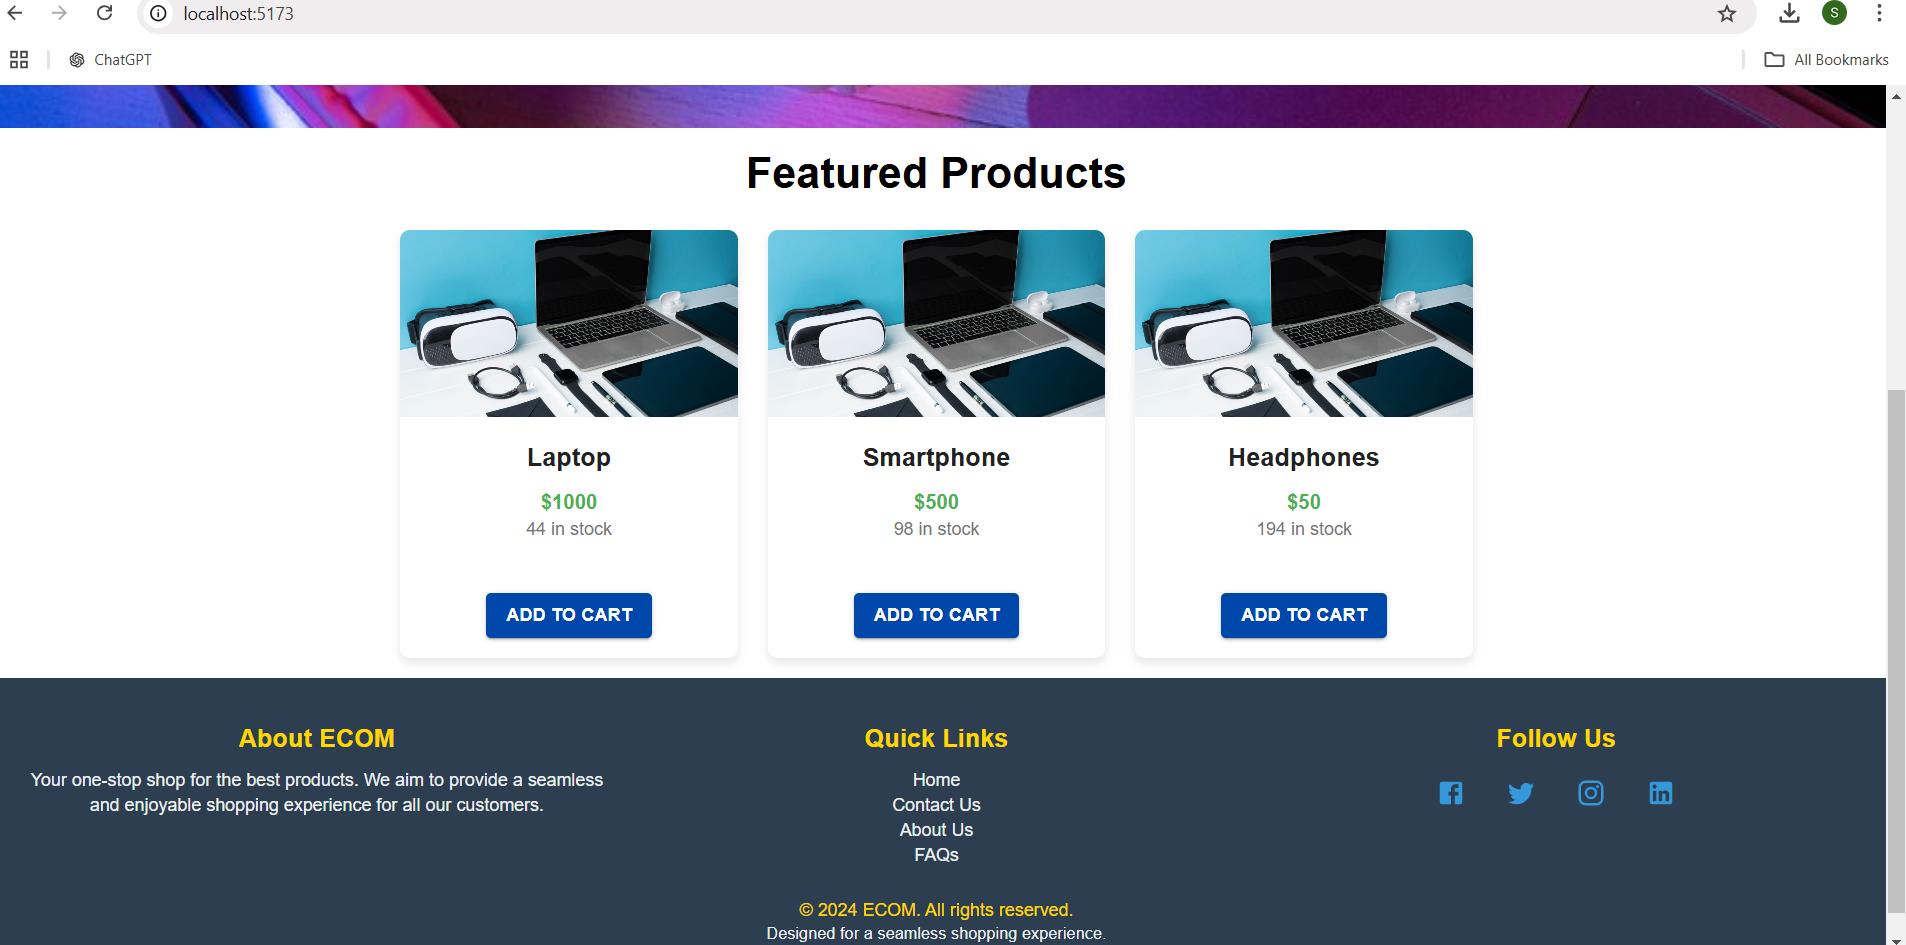 localhost:5173
S
ChatGPT
All Bookmarks
Featured Products
Laptop
$1000
44 in stock
ADD TO CART
Smartphone
$500
98 in stock
ADD TO CART
Headphones
$50
194 in stock
ADD TO CART
About ECOM
Your one-stop shop for the best products. We aim to provide a seamless
and enjoyable shopping experience for all our customers.
Quick Links
Home
Contact Us
About Us
FAQs
Follow Us
© 2024 ECOM. All rights reserved.
Designed for a seamless shopping experience.